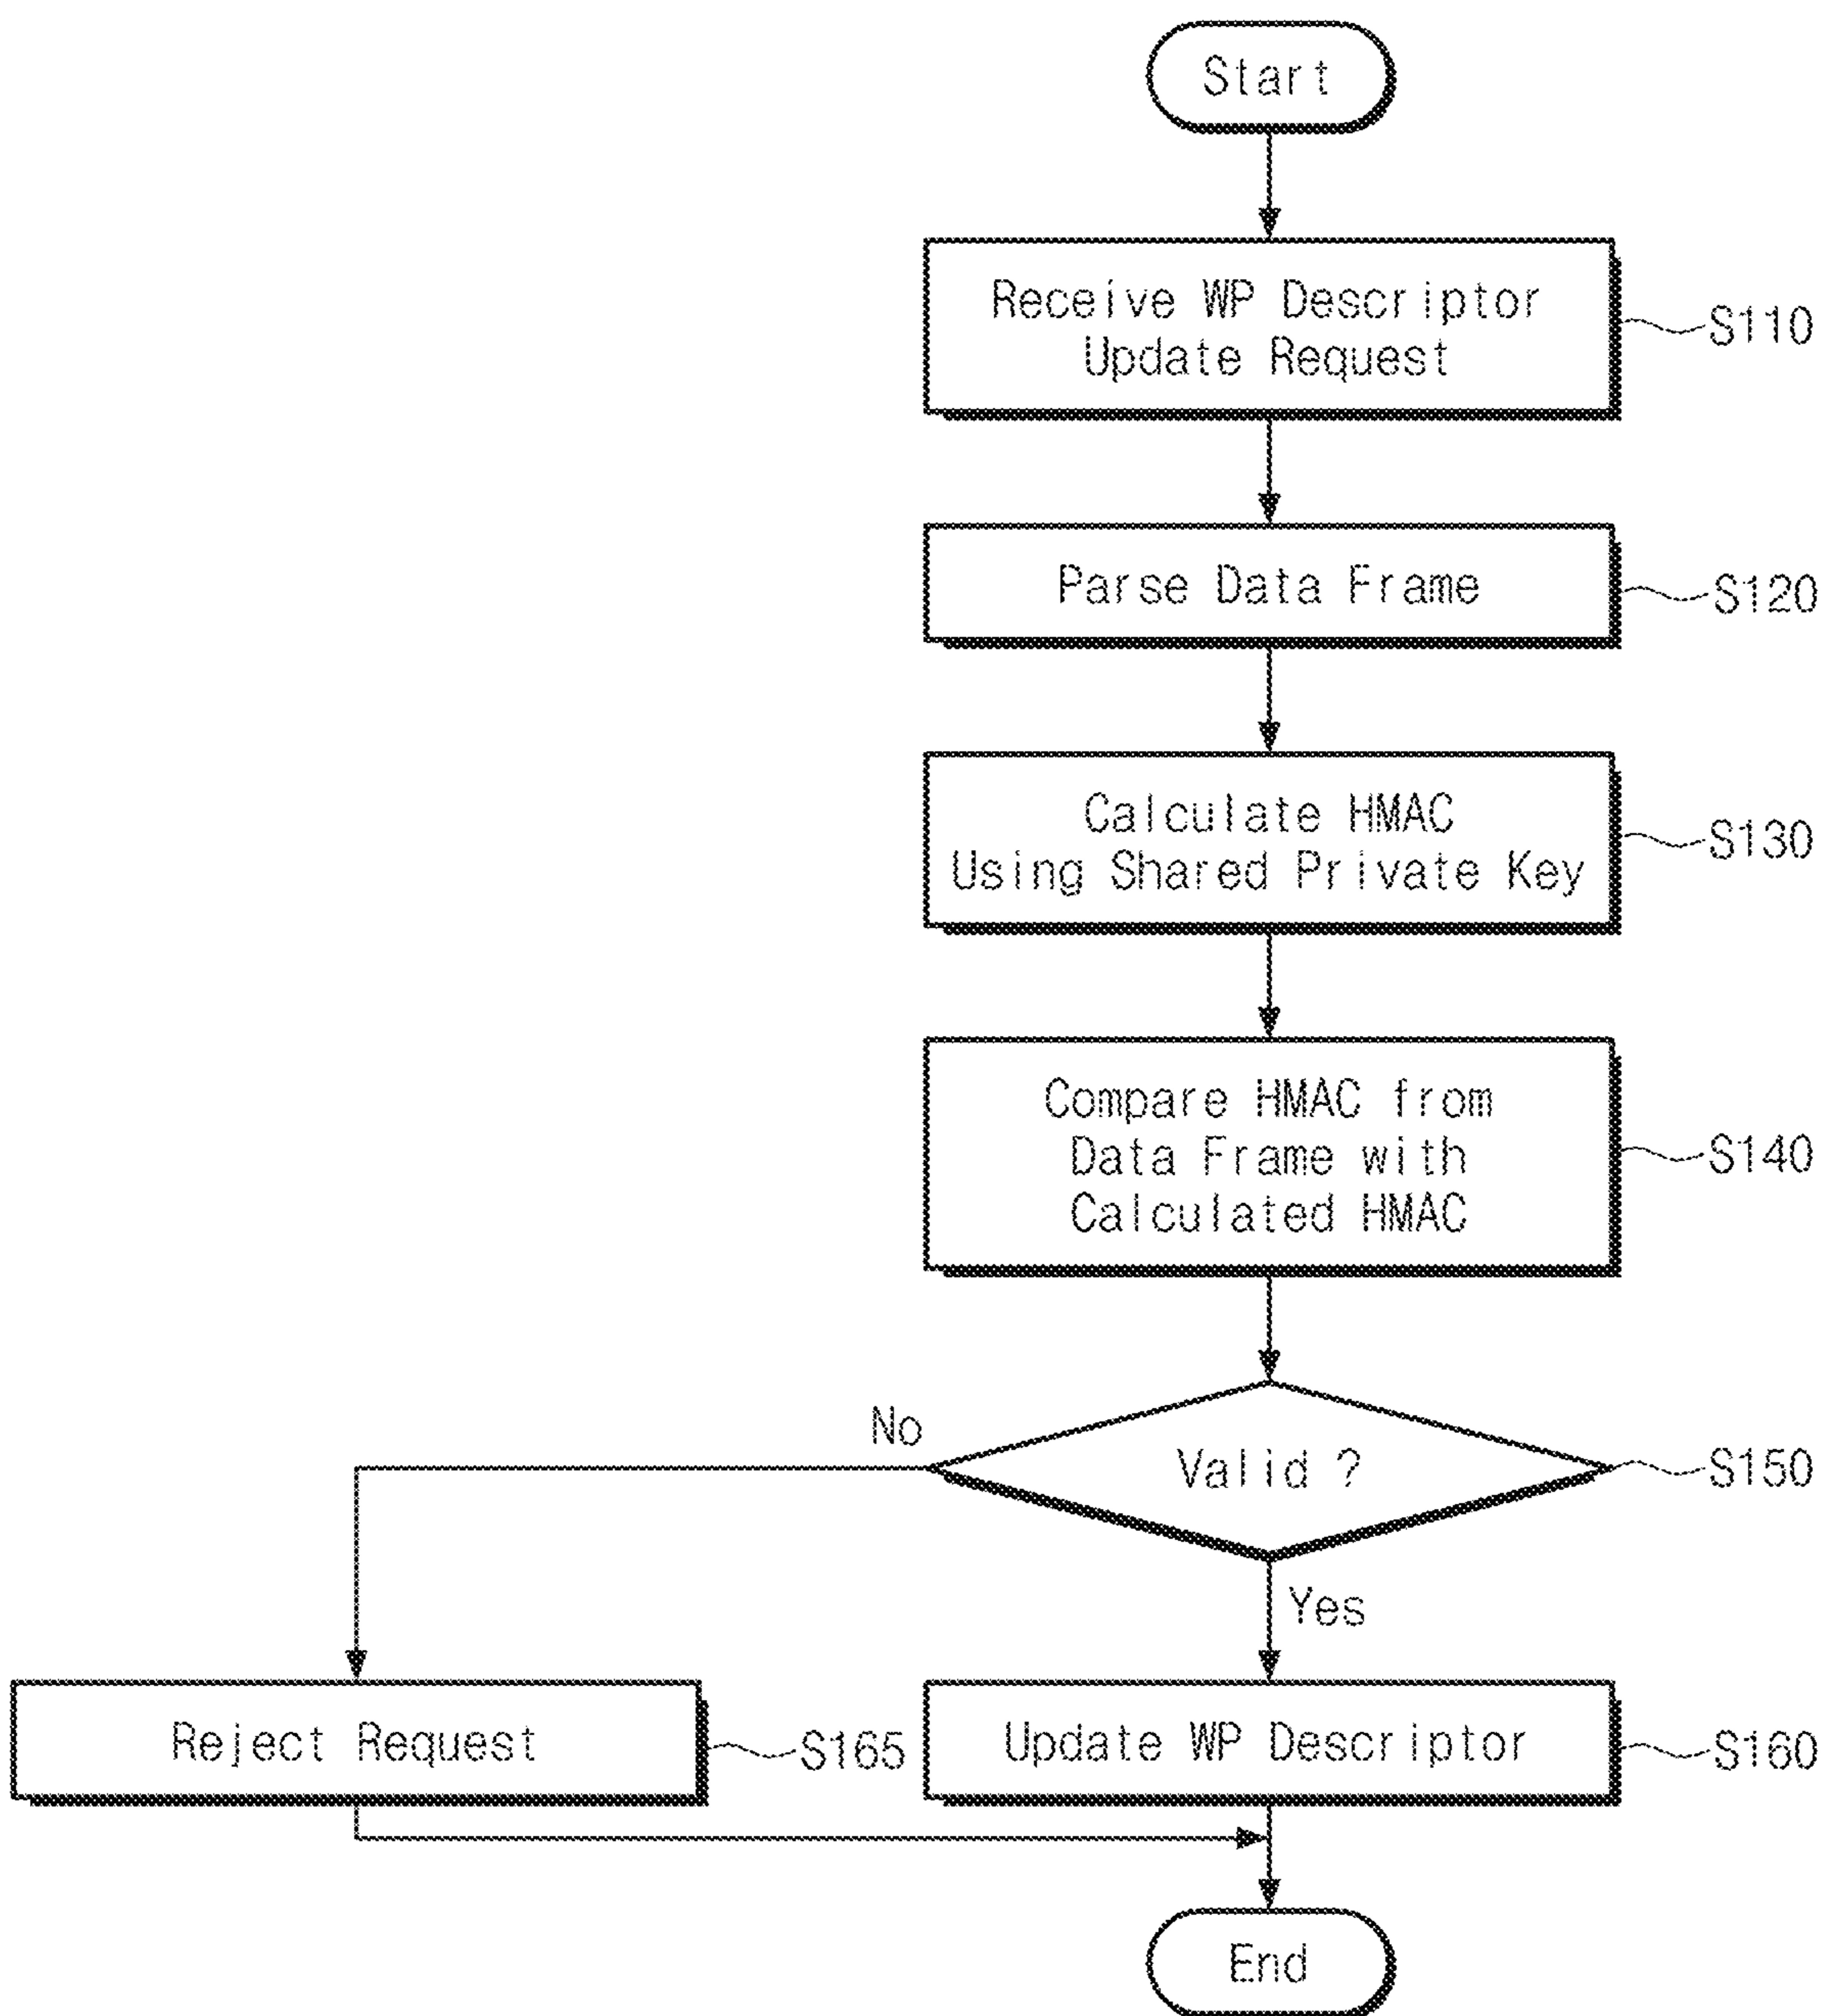 Start
Receive WP Descriptor
Update Request
S110
Parse Data Frame
S120
Calculate HMAC
Using Shared Private Key
S130
Compare HMAC from
Data Frame with
Calculated HMAC
S140
No
Valid ?
S150
Yes
Reject Request
S165
Update WP Descriptor
S160
End